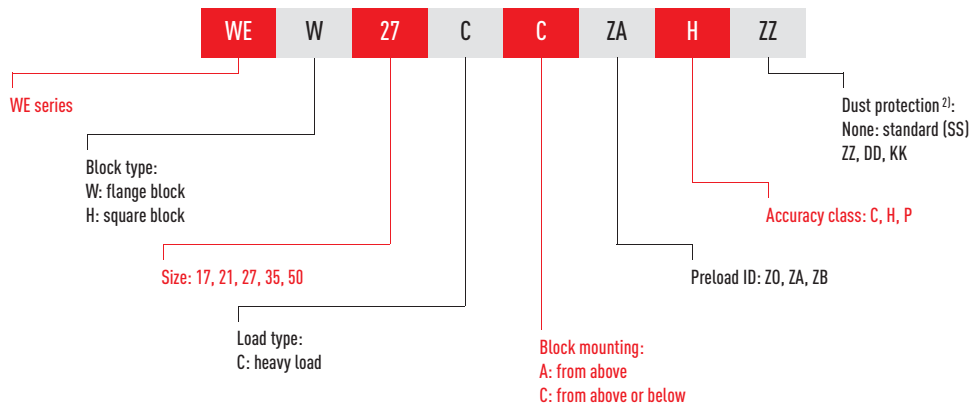 WE W 27 C C ZA H ZZ
WE series
Block type:
W: flange block
H: square block
Size: 17, 21, 27, 35, 50
Load type:
C: heavy load
Block mounting:
A: from above
C: from above or below
Preload ID: Z0, ZA, ZB
Accuracy class: C, H, P
Dust protection 2):
None: standard (SS)
ZZ, DD, KK